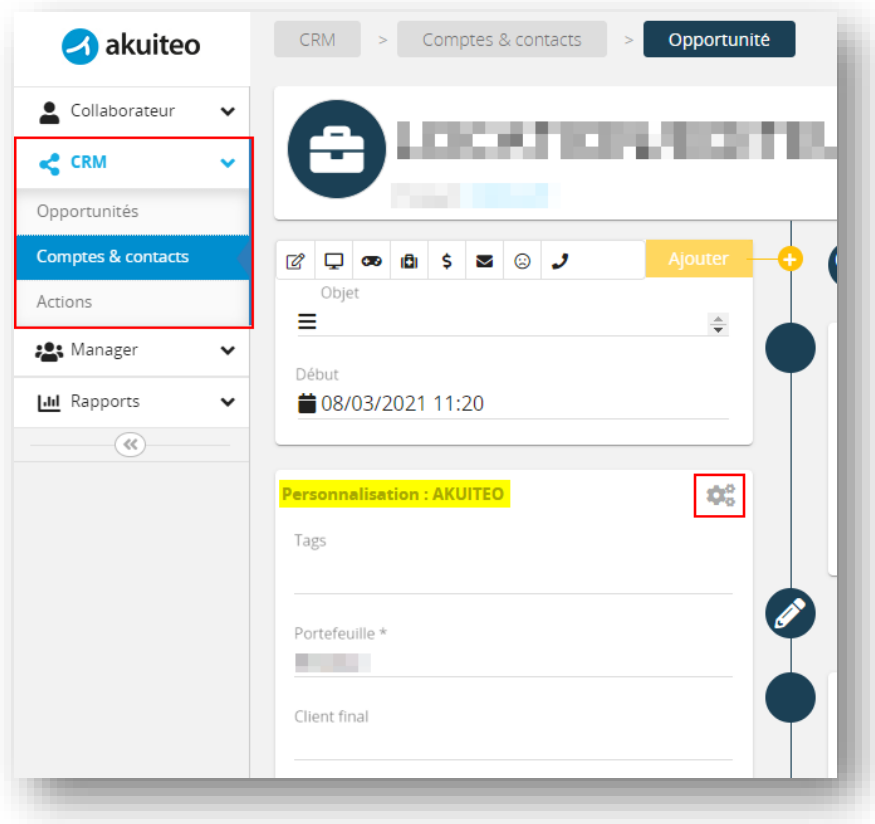 akuiteo
CRM > Comptes & contacts > Opportunité
Collaborateur
CRM
Opportunités
Comptes & contacts
Actions
Manager
Rapports
Ajouter
Objet
Début
08/03/2021 11:20
Personnalisation : AKUITEO
Tags
Portefeuille *
Client final